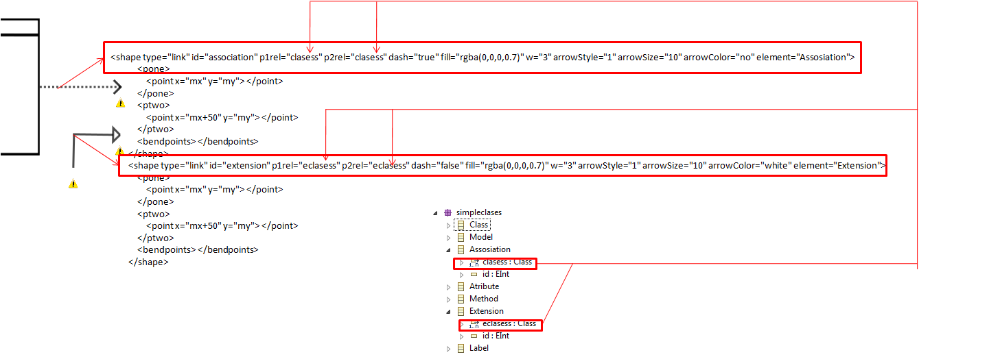 <shape type="link" id="association" p1rel="clasess" p2rel="clasess" dash="true" fill="rgba(0,0,0,0.7)" w="3" arrowStyle="1" arrowSize="10" arrowColor="no" element="Assosiation">
<pone>
<point x="mx" y="my"></point>
</pone>
<ptwo>
<point x="mx+50" y="my"></point>
</ptwo>
<bendpoints></bendpoints>
</shape>
<shape type="link" id="extension" p1rel="eclasess" p2rel="eclasess" dash="false" fill="rgba(0,0,0,0.7)" w="3" arrowStyle="1" arrowSize="10" arrowColor="white" element="Extension">
<pone>
<point x="mx" y="my"></point>
</pone>
<ptwo>
<point x="mx+50" y="my"></point>
</ptwo>
<bendpoints></bendpoints>
</shape>
simpleclases
Class
Model
Assosiation
1..n clasess : Class
id : EInt
Atribute
Method
Extension
1..n eclasess : Class
id : EInt
Label